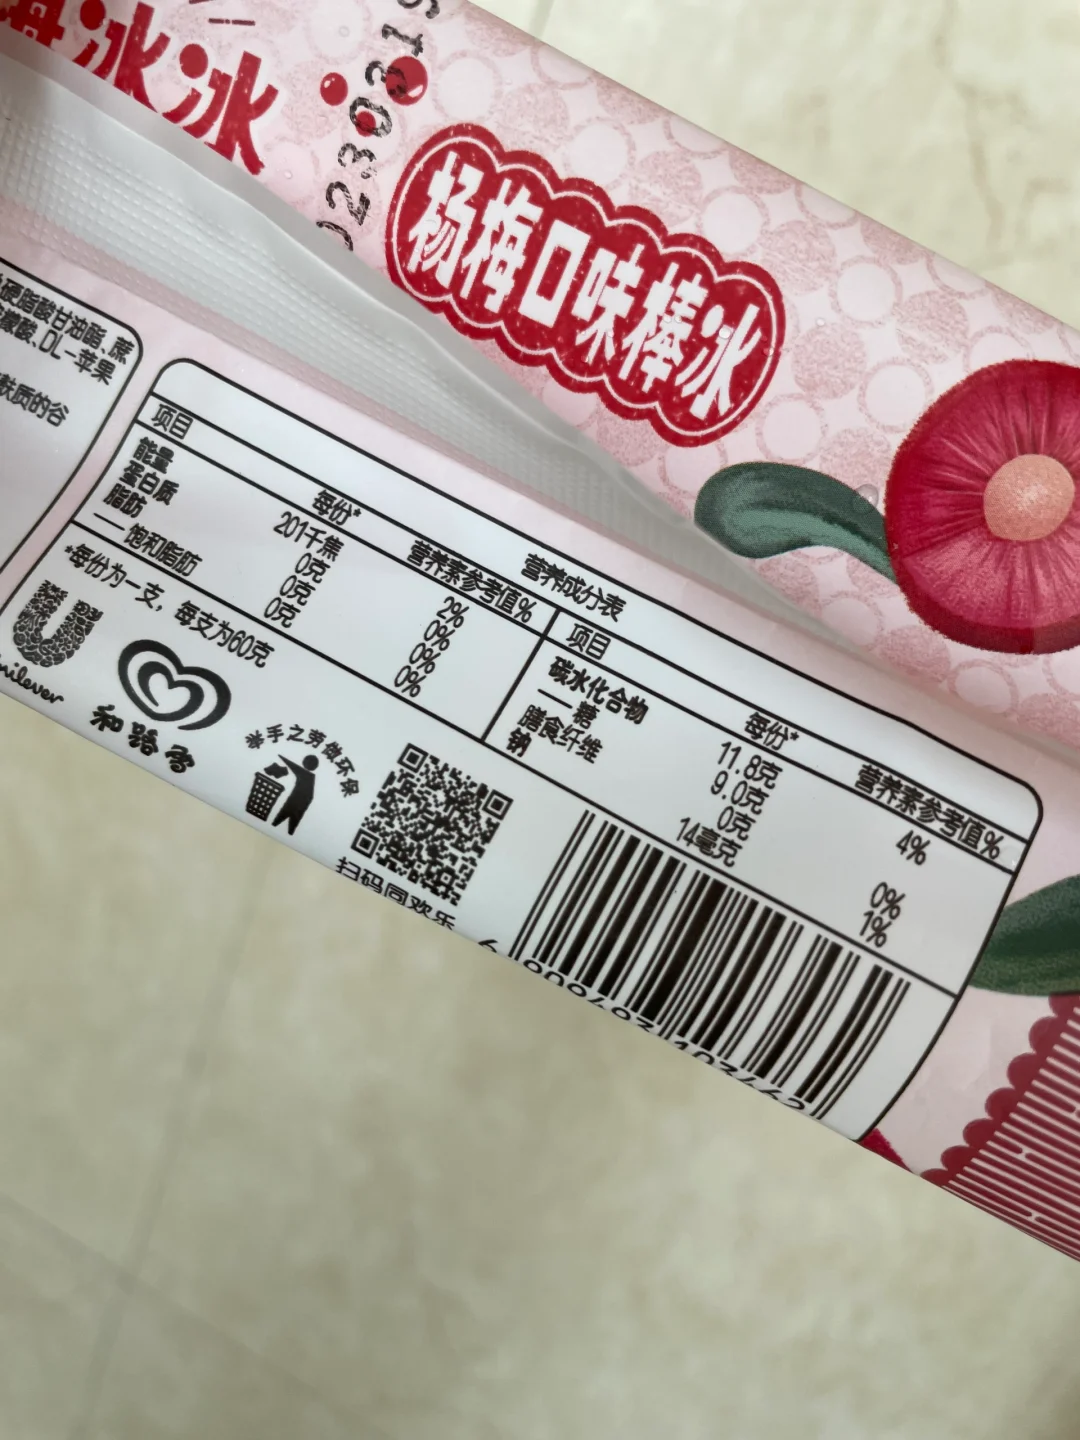 冰冰
0230819
杨梅口味棒冰
硬脂酸甘油酯、蔗
檬酸、DL-苹果
麸质的谷
营养成分表
项目 每份* 营养素参考值%
能量 201千焦 2%
蛋白质 0克 0%
脂肪 0克 0%
——饱和脂肪 0克 0%
项目 每份* 营养素参考值%
碳水化合物 11.8克 4%
——糖 9.0克
膳食纤维 0克 0%
钠 14毫克 1%
*每份为一支，每支为60克
nilever
和路雪
举手之劳做环保
扫码同欢乐
6 909493 103462